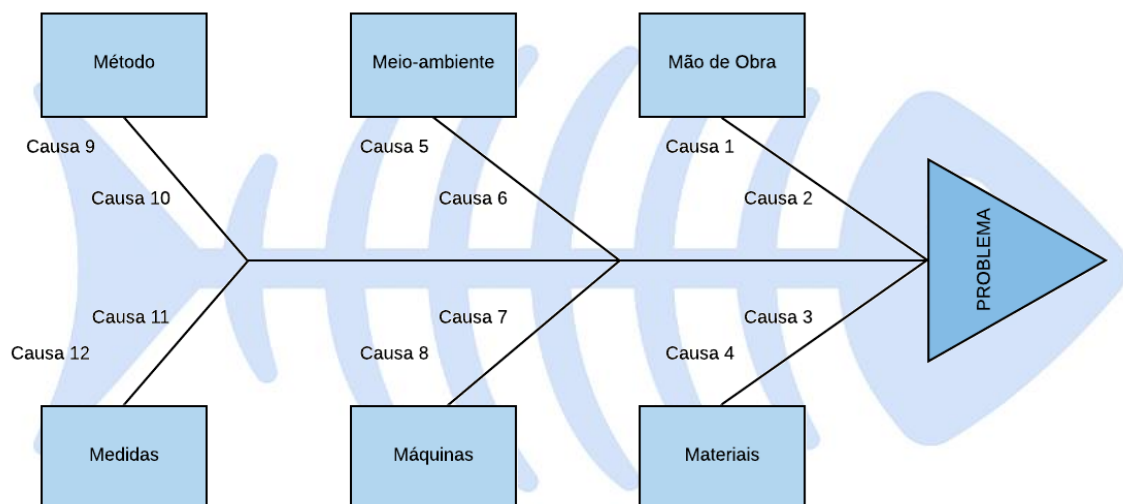 Método
Meio-ambiente
Mão de Obra
Causa 9
Causa 5
Causa 1
Causa 10
Causa 6
Causa 2
PROBLEMA
Causa 11
Causa 7
Causa 3
Causa 12
Causa 8
Causa 4
Medidas
Máquinas
Materiais